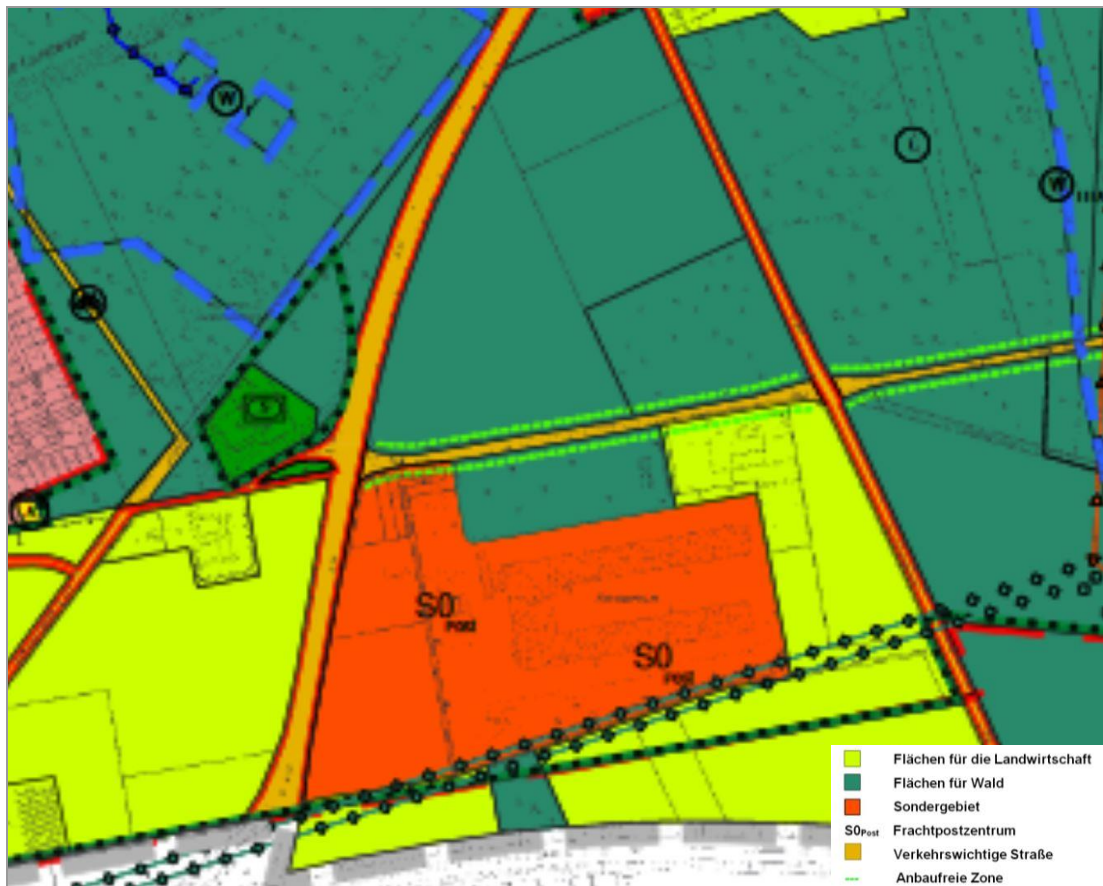 W
L
W
S
S0
POST
S0
POST
Flächen für die Landwirtschaft
Flächen für Wald
Sondergebiet
S0Post Frachtpostzentrum
Verkehrswichtige Straße
Anbaufreie Zone